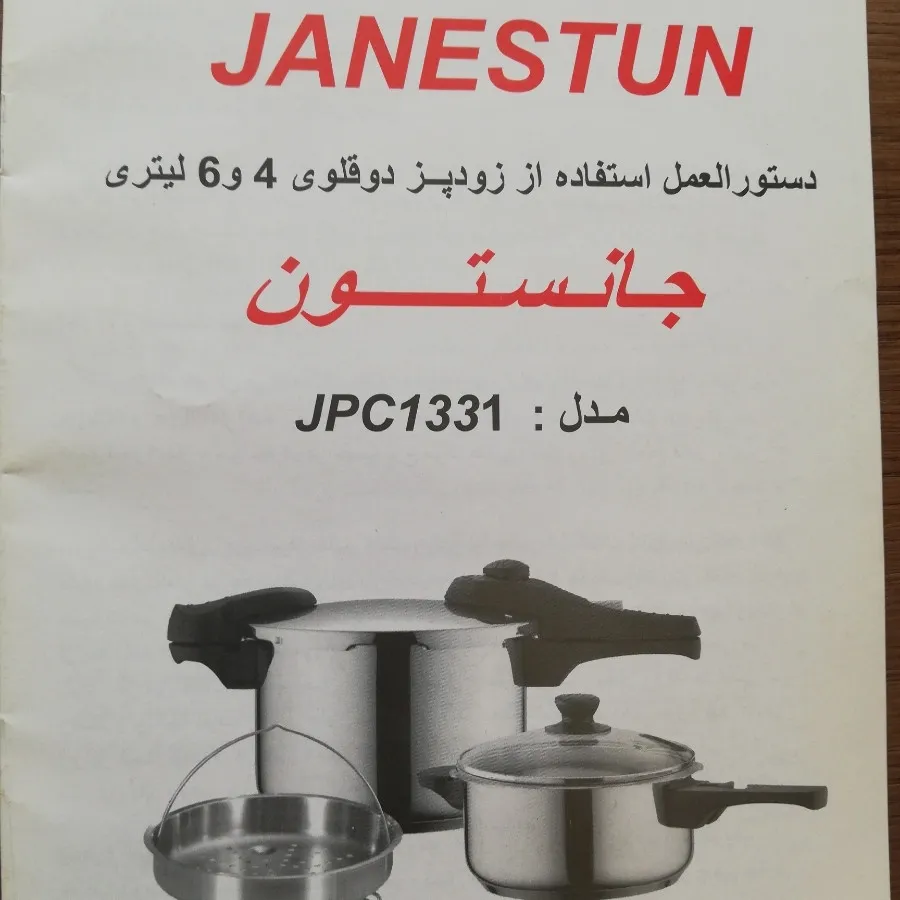 JANESTUN
دستورالعمل استفاده از زودپز دوقلوی 4 و6 لیتری
جانستون
مدل : JPC1331